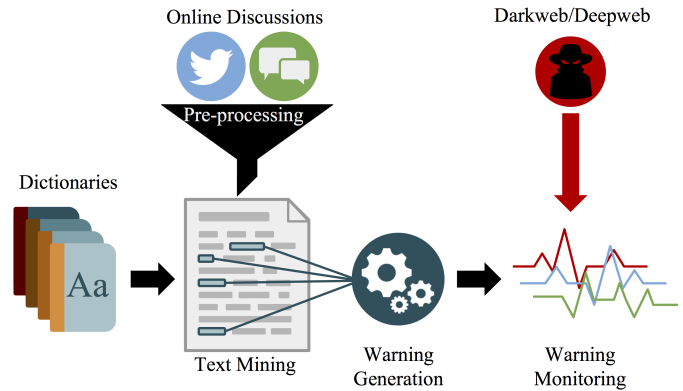 Online Discussions
Darkweb/Deepweb
Pre-processing
Dictionaries
Aa
Text Mining
Warning
Generation
Warning
Monitoring